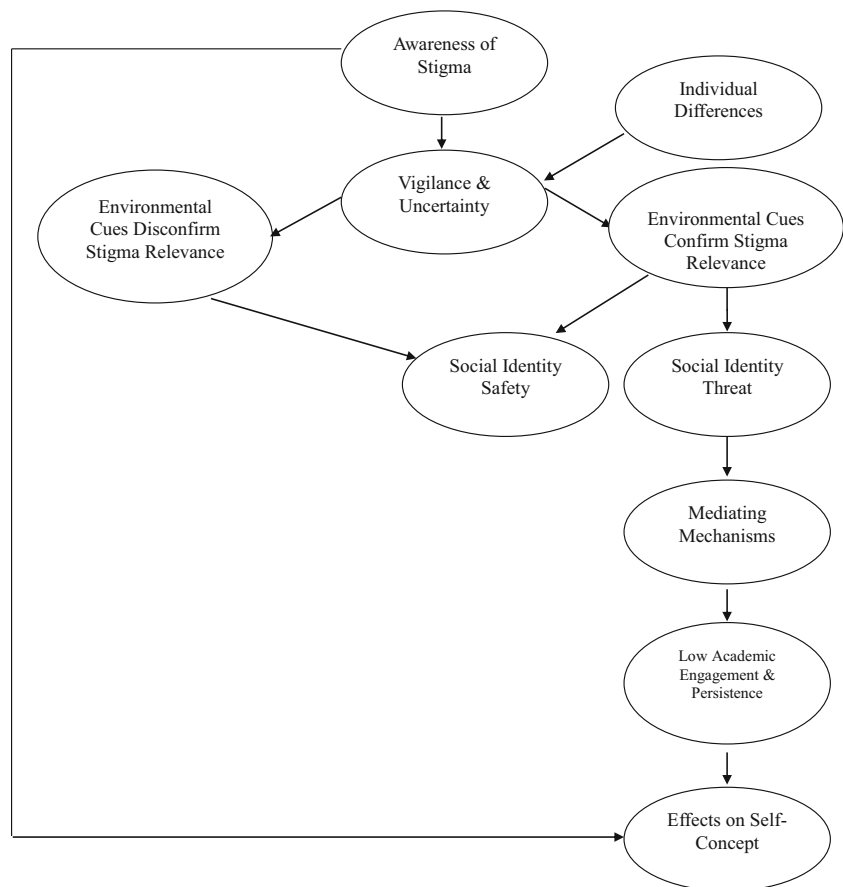 Awareness of
Stigma
Individual
Differences
Vigilance &
Uncertainty
Environmental
Cues Disconfirm
Stigma Relevance
Environmental Cues
Confirm Stigma
Relevance
Social Identity
Safety
Social Identity
Threat
Mediating
Mechanisms
Low Academic
Engagement &
Persistence
Effects on Self-
Concept